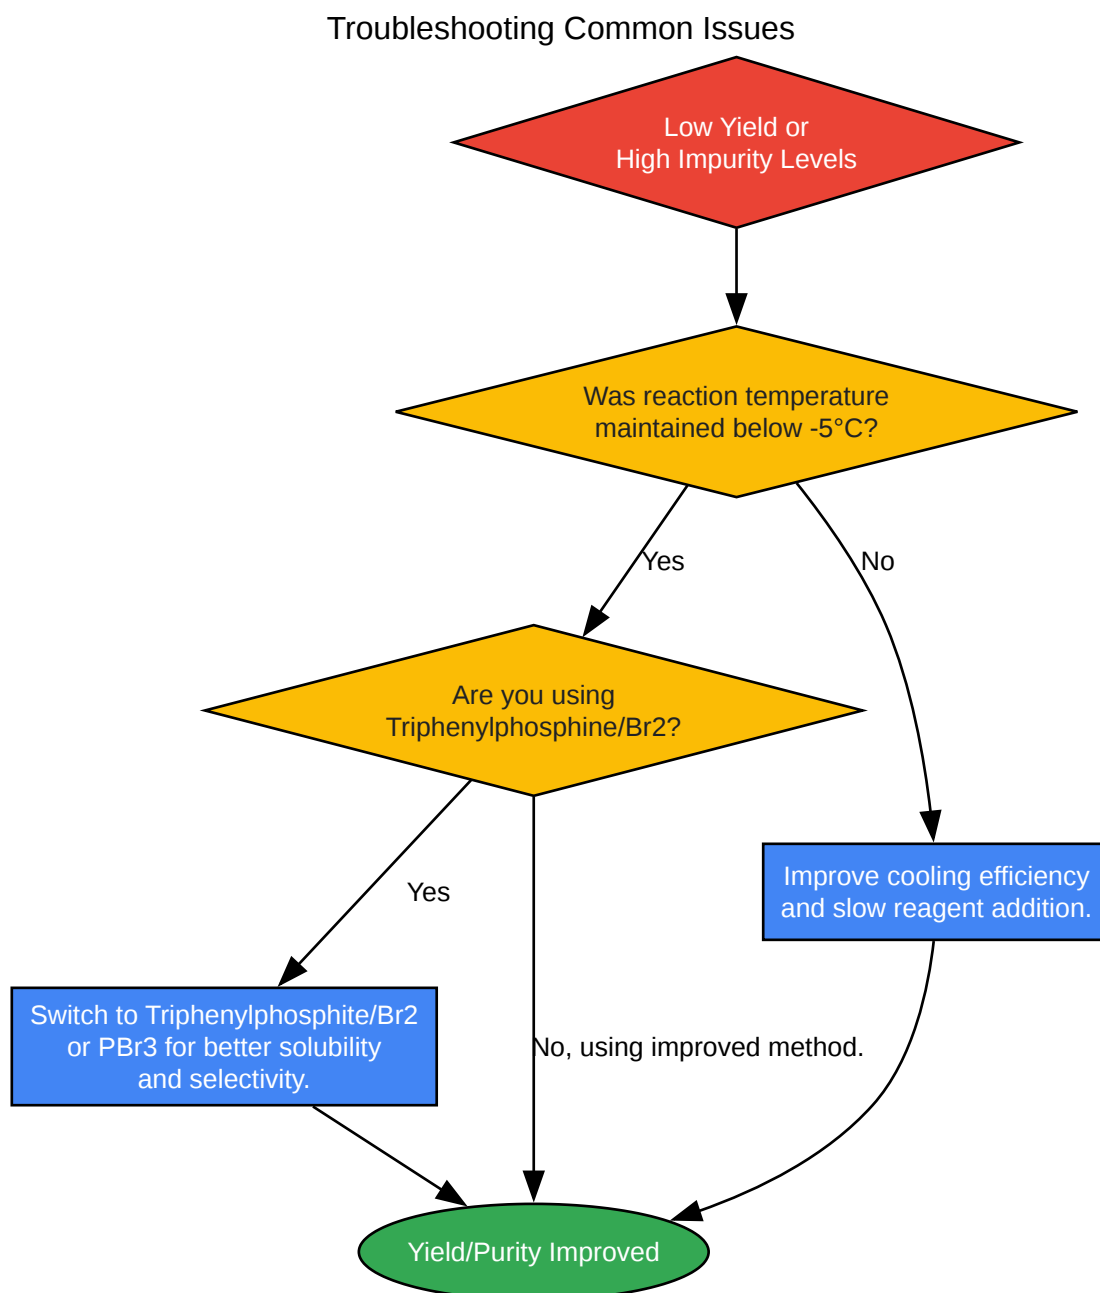 Troubleshooting Common Issues
Low Yield or
High Impurity Levels
Was reaction temperature
maintained below -5°C?
Yes
No
Are you using
Triphenylphosphine/Br2?
Improve cooling efficiency
and slow reagent addition.
Yes
Switch to Triphenylphosphite/Br2
or PBr3 for better solubility
and selectivity.
No, using improved method.
Yield/Purity Improved